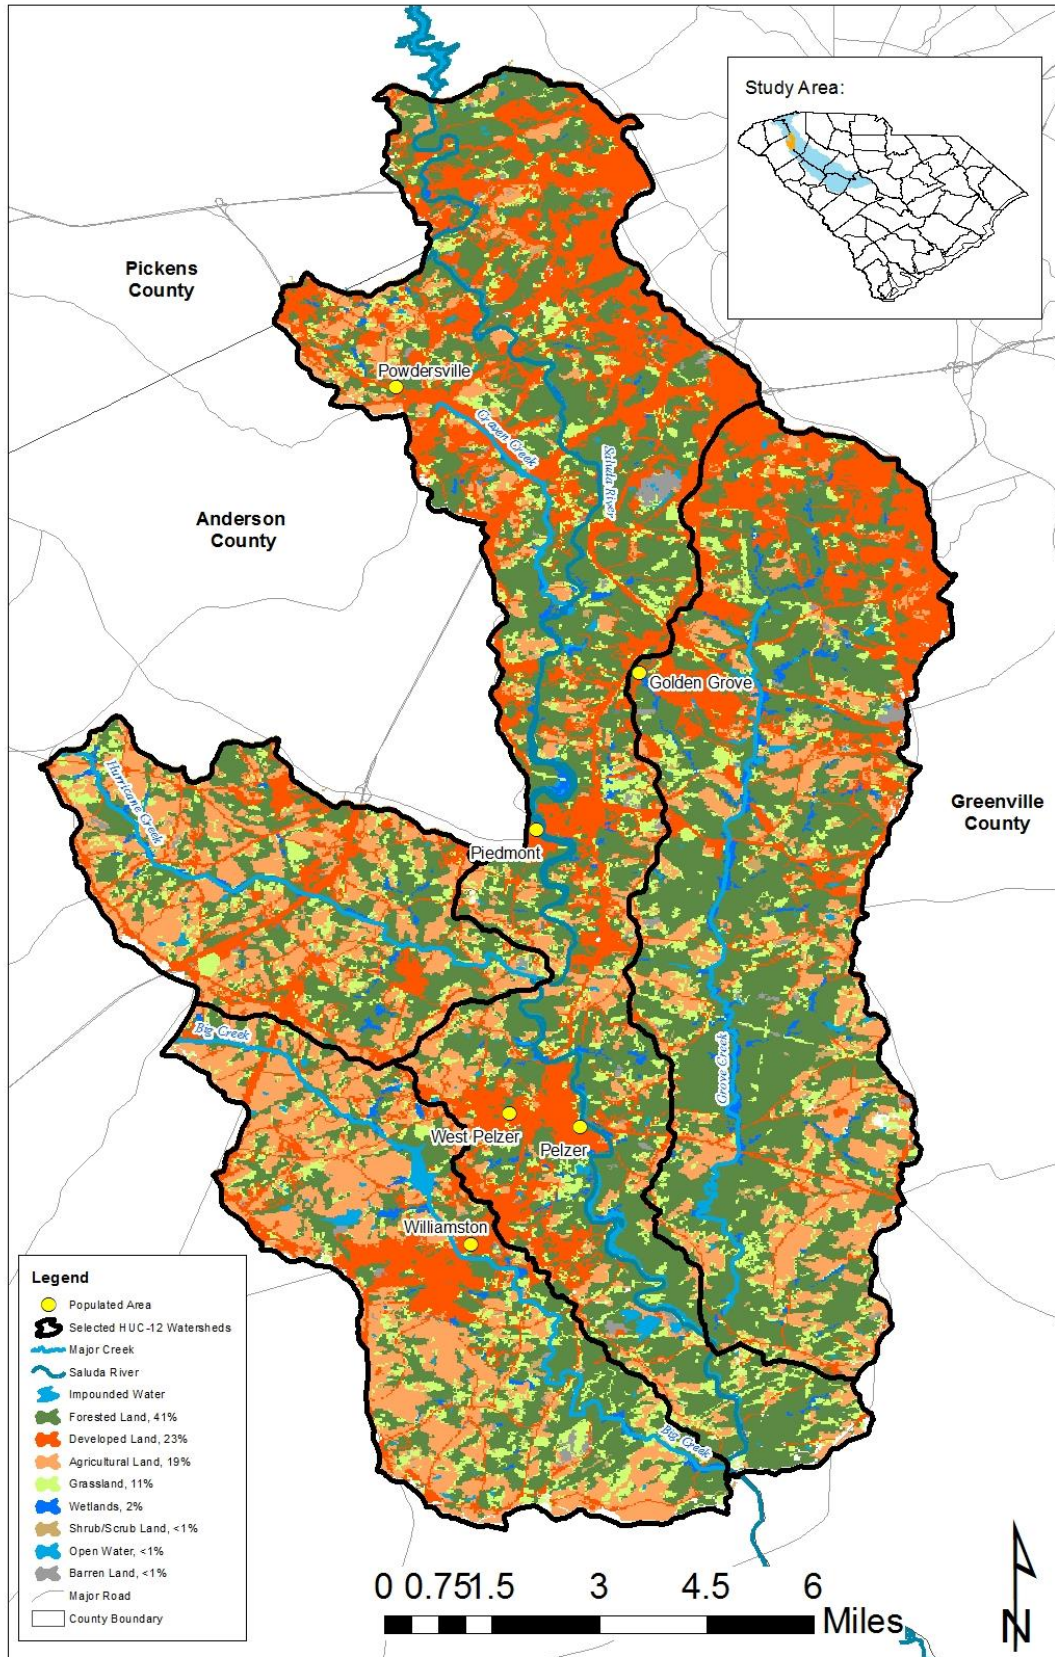 Study Area:
Pickens
County
Powdersville
Craven Creek
Saluda River
Anderson
County
Golden Grove
Hurricane Creek
Greenville
County
Piedmont
Big Creek
Grove Creek
West Pelzer
Pelzer
Williamston
Big Creek
Legend
Populated Area
Selected HUC-12 Watersheds
Major Creek
Saluda River
Impounded Water
Forested Land, 41%
Developed Land, 23%
Agricultural Land, 19%
Grassland, 11%
Wetlands, 2%
Shrub/Scrub Land, <1%
Open Water, <1%
Barren Land, <1%
Major Road
County Boundary
0 0.75 1.5 3 4.5 6
Miles
N